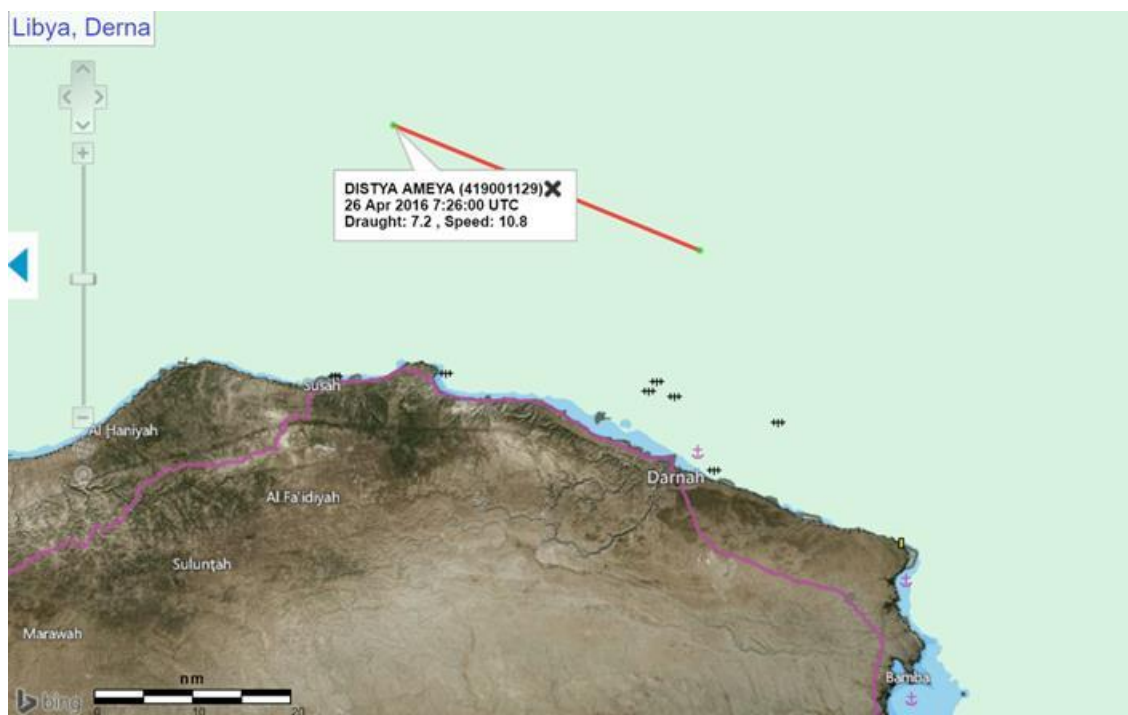 Libya, Derna
DISTYA AMEYA (419001129)
26 Apr 2016 7:26:00 UTC
Draught: 7.2 , Speed: 10.8
Susah
Al Haniyah
Darnah
Al Fa'idiyah
Sulunţah
Marawah
Bamba
nm
bing
0 10 20